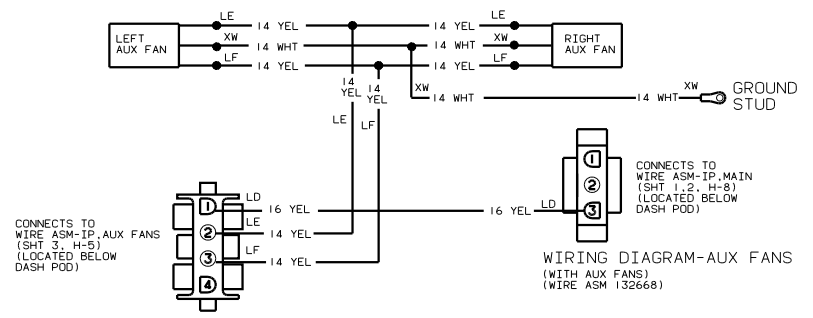 LE 14 YEL 14 YEL LE
LEFT AUX FAN
XW 14 WHT 14 WHT XW
RIGHT AUX FAN
LF 14 YEL 14 YEL LF
14 YEL
14 YEL
XW
14 WHT
14 WHT
XW
GROUND
STUD
LE
LF
1
2
3
4
LD
16 YEL
LE
14 YEL
LF
14 YEL
16 YEL
LD
1
2
3
CONNECTS TO
WIRE ASM-IP,MAIN
(SHT 1,2, H-8)
(LOCATED BELOW
DASH POD)
CONNECTS TO
WIRE ASM-IP,AUX FANS
(SHT 3, H-5)
(LOCATED BELOW
DASH POD)
WIRING DIAGRAM-AUX FANS
(WITH AUX FANS)
(WIRE ASM 132668)